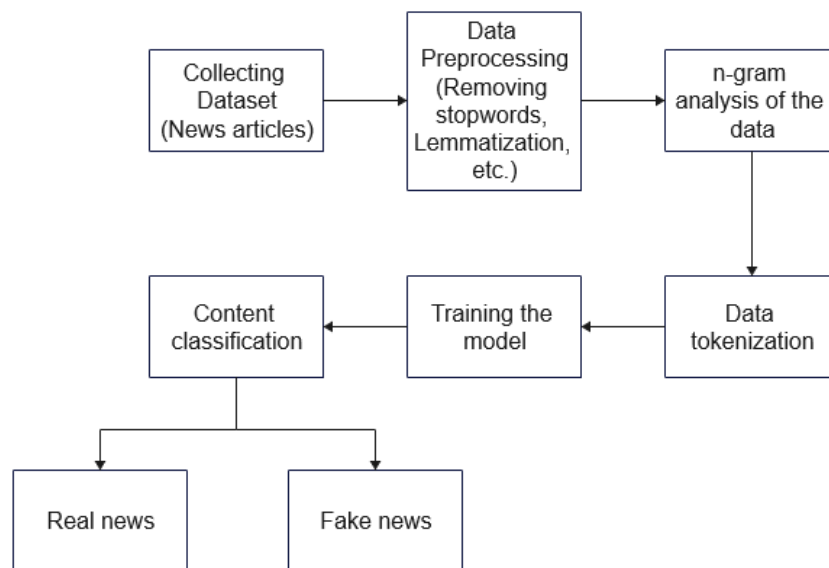 Collecting
Dataset
(News articles)
Data
Preprocessing
(Removing
stopwords,
Lemmatization,
etc.)
n-gram
analysis of the
data
Content
classification
Training the
model
Data
tokenization
Real news
Fake news